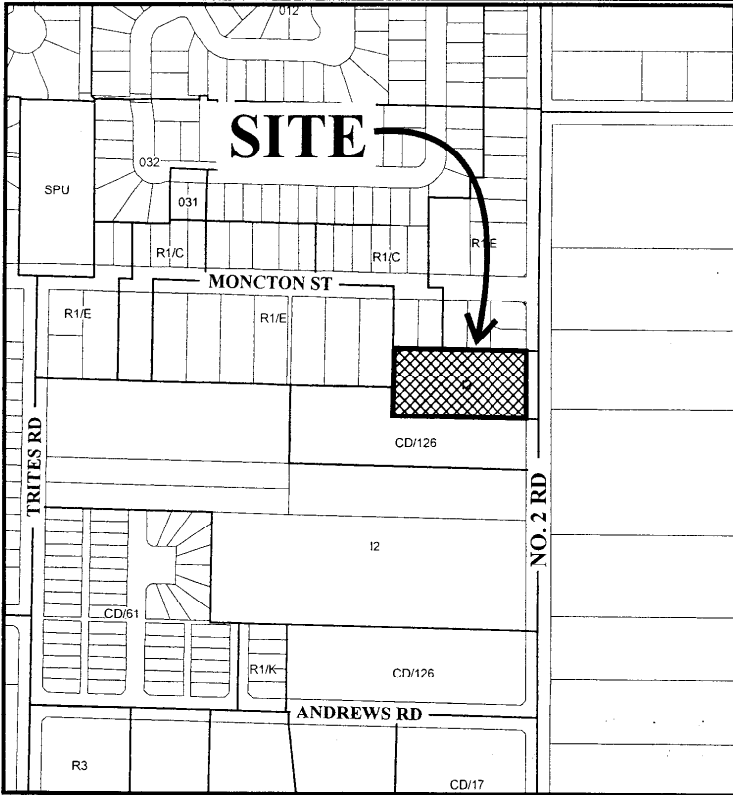 012
SITE
032
SPU
031
R1/C
R1/C
R1/E
MONCTON ST
R1/E
R1/E
CD/126
TRITES RD
NO. 2 RD
I2
CD/61
R1/K
CD/126
ANDREWS RD
R3
CD/17